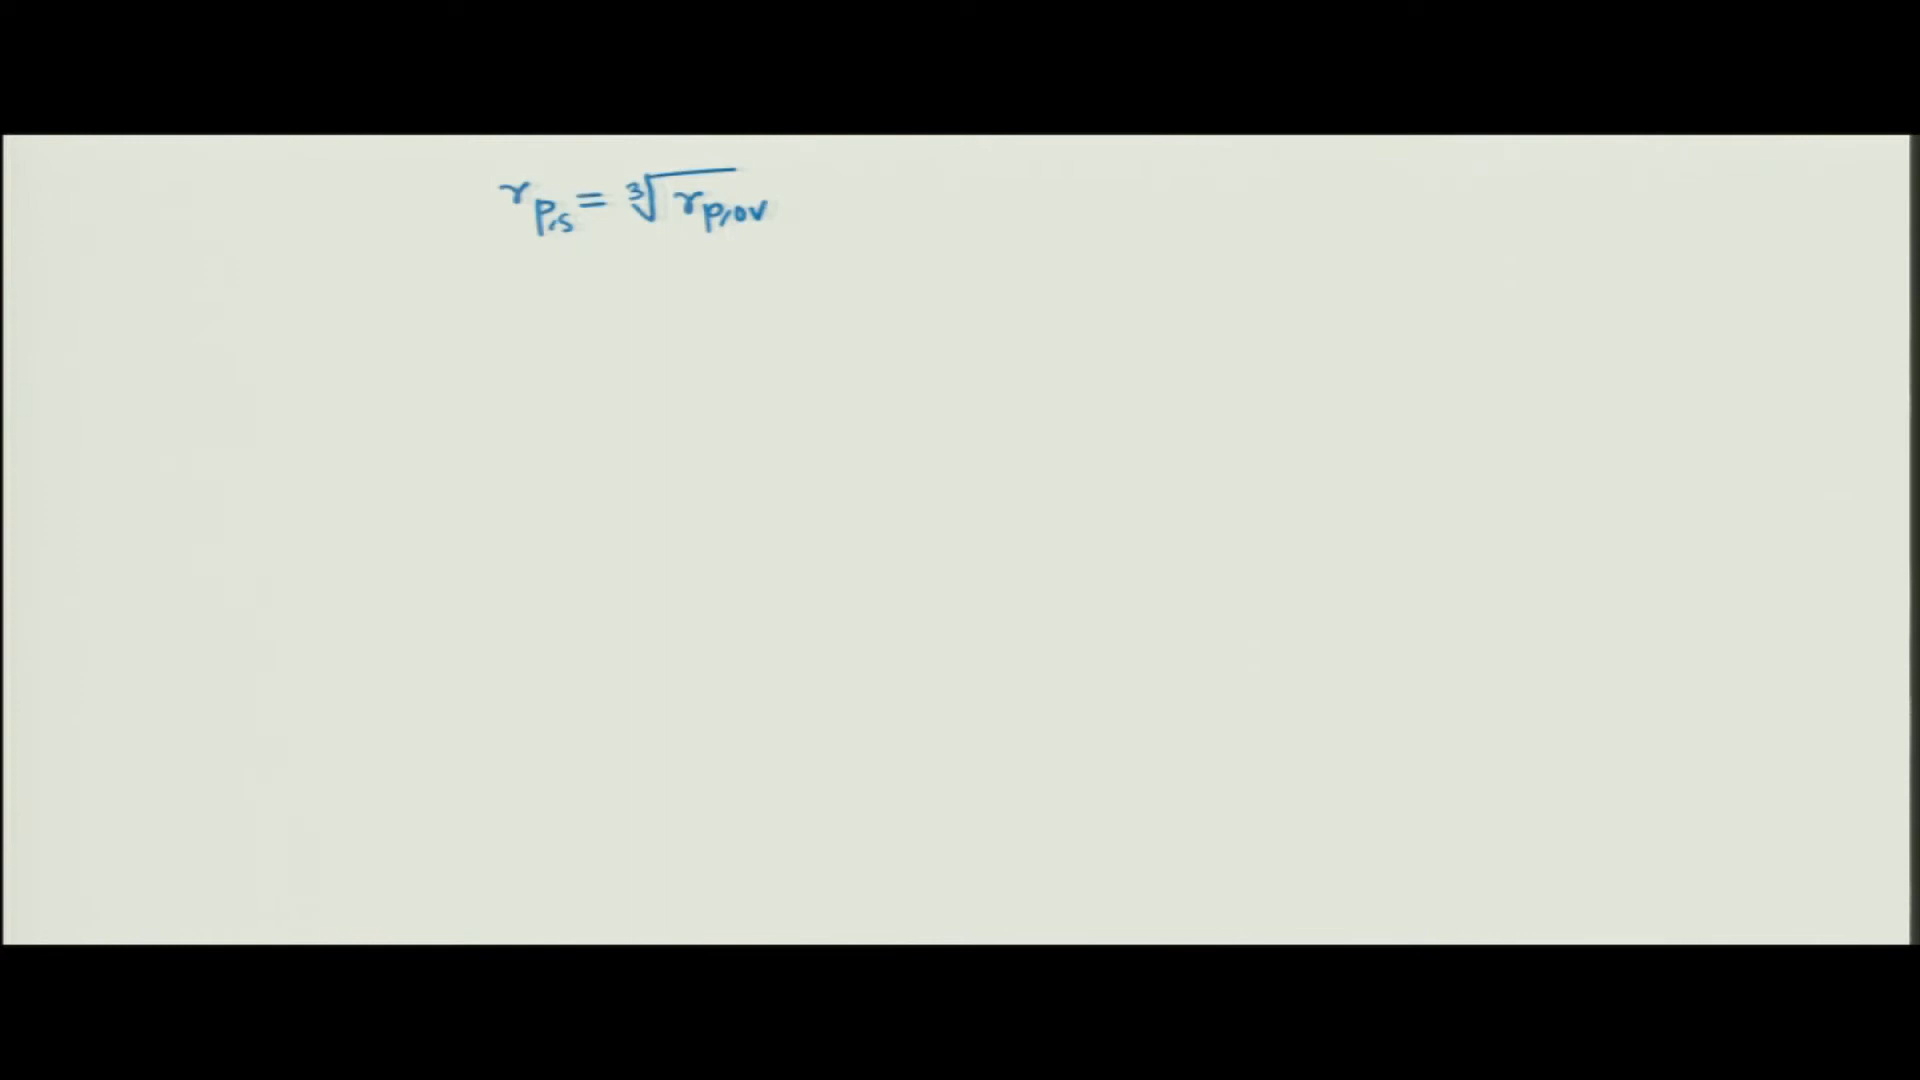 r_{p,s} = ∛r_{p,ov}